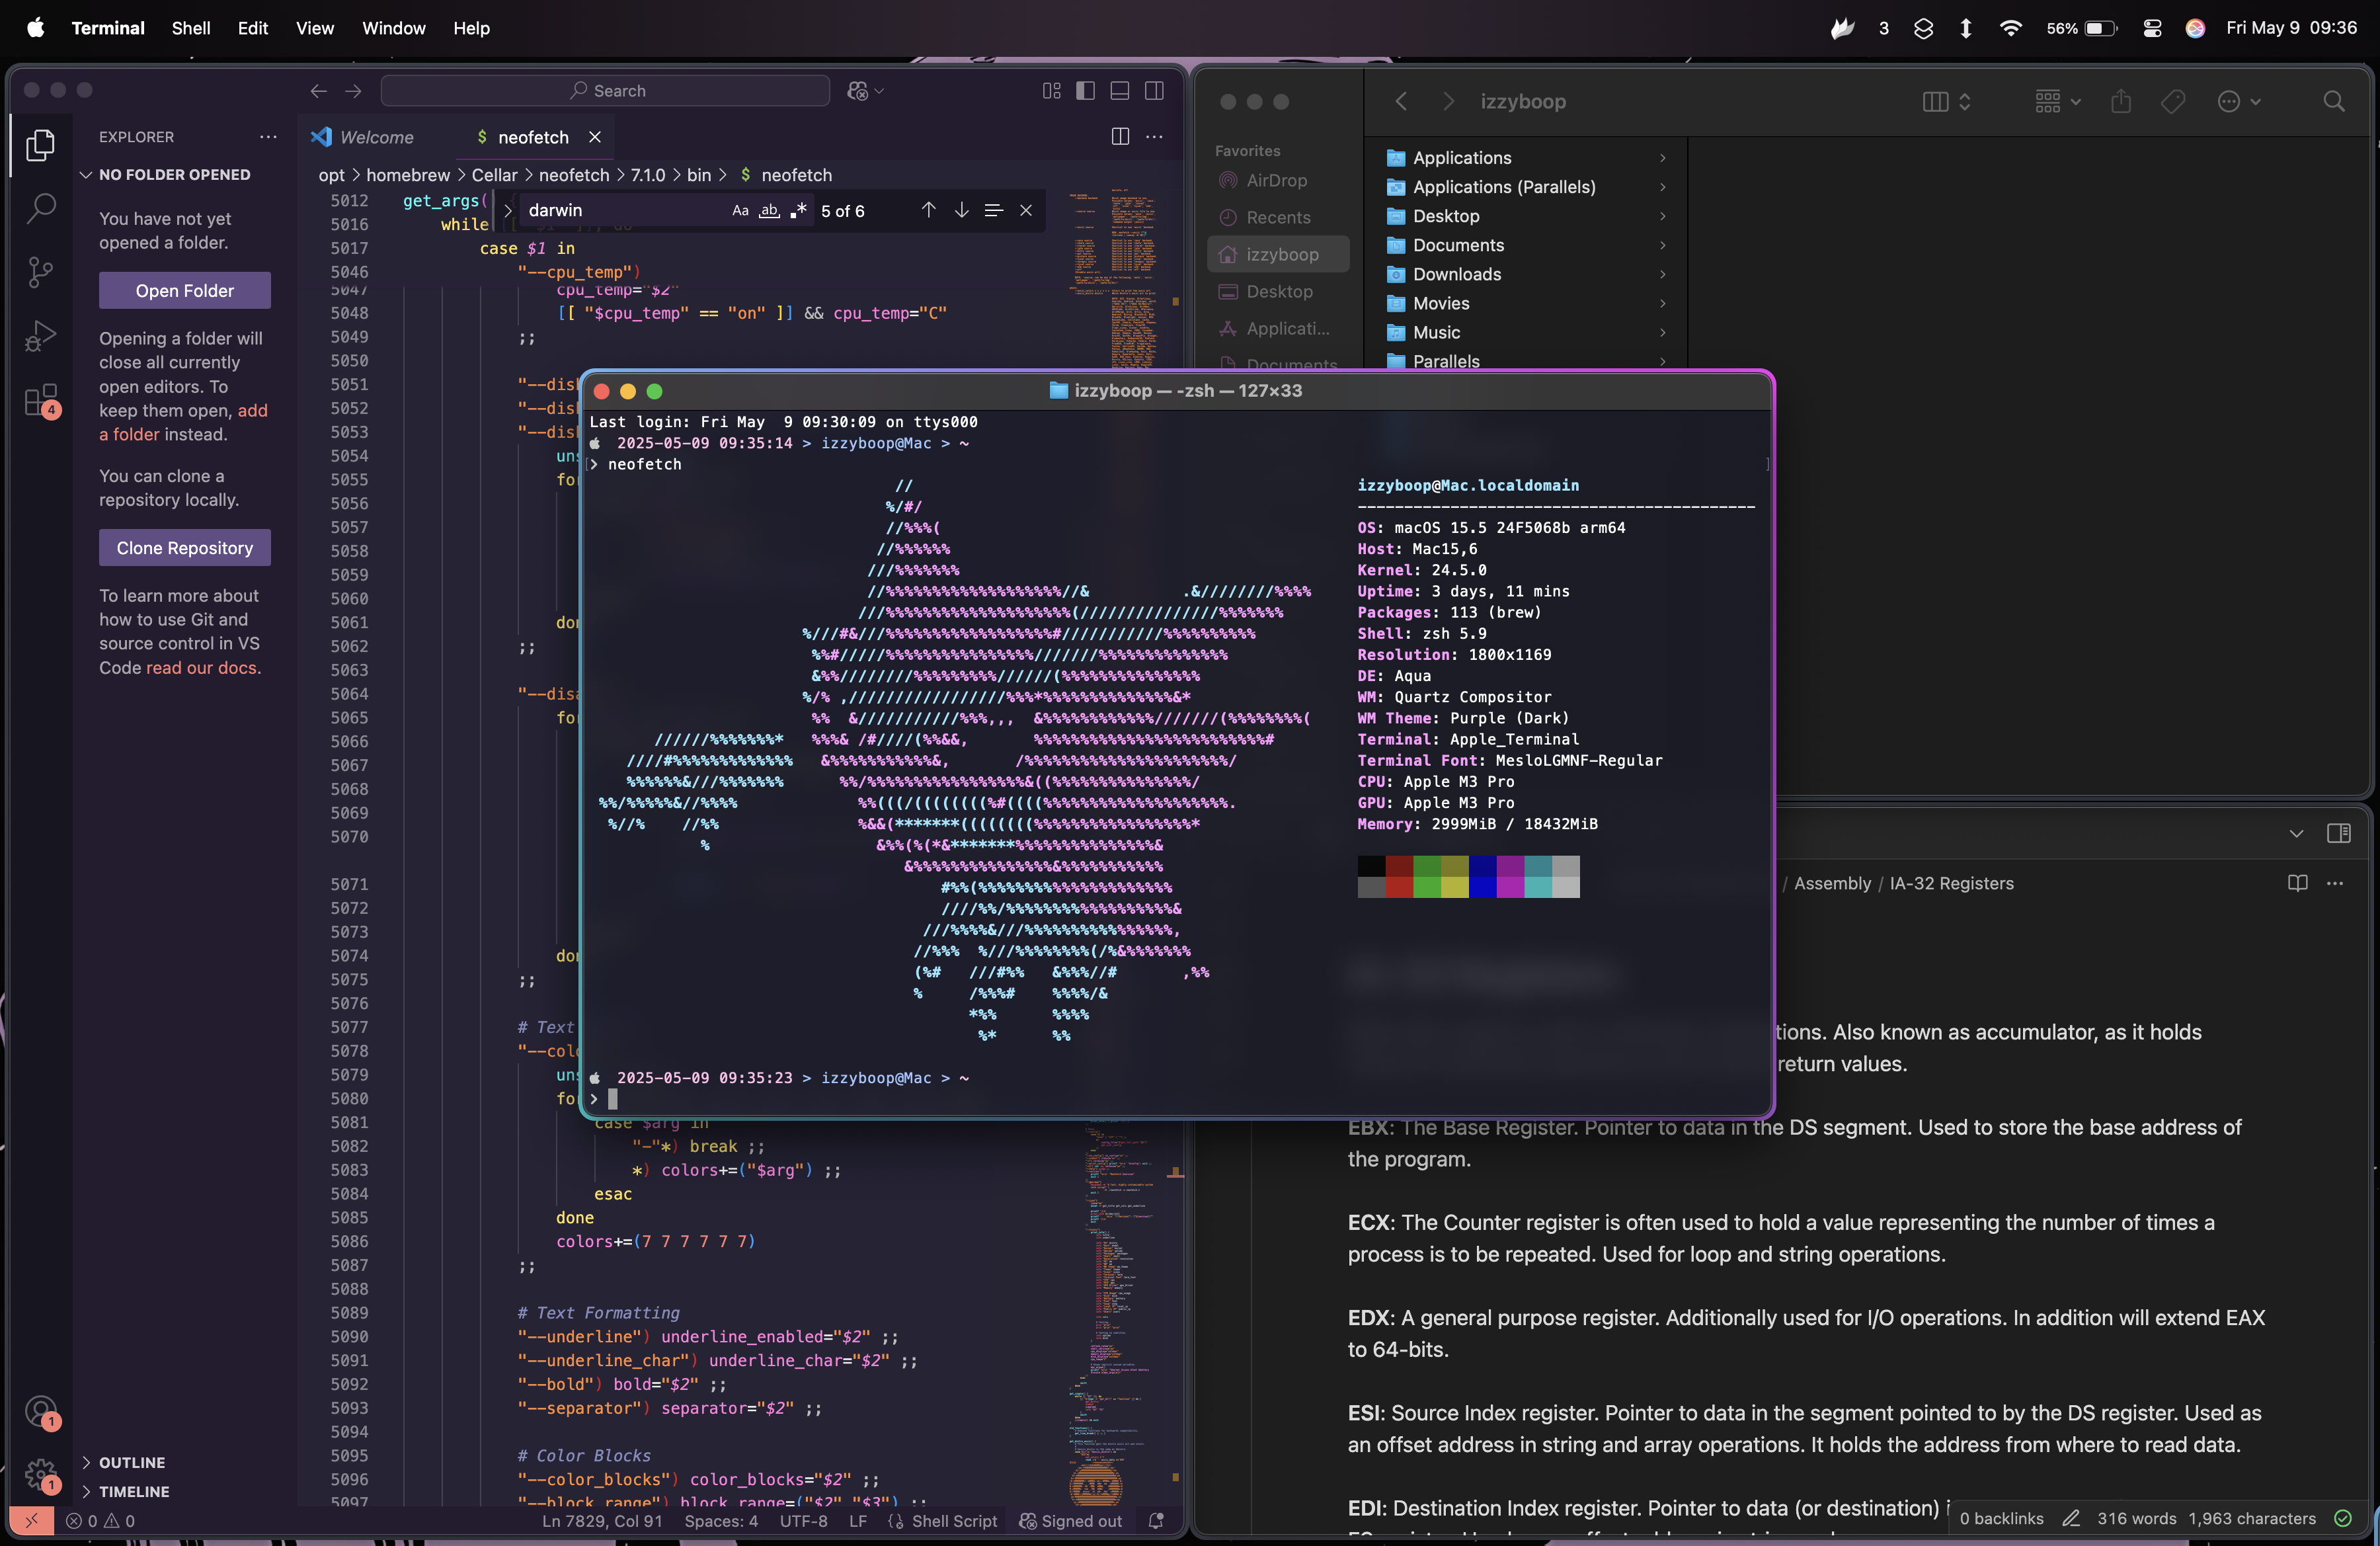 Terminal Shell Edit View Window Help
3 56% Fri May 9 09:36
Search
EXPLORER
NO FOLDER OPENED
You have not yet
opened a folder.
Open Folder
Opening a folder will
close all currently
open editors. To
keep them open, add
a folder instead.
You can clone a
repository locally.
Clone Repository
To learn more about
how to use Git and
source control in VS
Code read our docs.
OUTLINE
TIMELINE
4
1
1
Welcome $ neofetch
opt > homebrew > Cellar > neofetch > 7.1.0 > bin > $ neofetch
darwin Aa ab 5 of 6
5012 get_args(
5016 while
5017 case $1 in
5046 "--cpu_temp")
5047 cpu_temp="$2"
5048 [[ "$cpu_temp" == "on" ]] && cpu_temp="C"
5049 ;;
5050
5051
5052
5053
5054
5055
5056
5057
5058
5059
5060
5061
5062 ;;
5063
5064
5065
5066
5067
5068
5069
5070
5071
5072
5073
5074
5075 ;;
5076
5077 # Text
5078
5079
5080
5081 case $arg in
5082 "-"*) break ;;
5083 *) colors+=("$arg") ;;
5084 esac
5085 done
5086 colors+=(7 7 7 7 7 7)
5087 ;;
5088
5089 # Text Formatting
5090 "--underline") underline_enabled="$2" ;;
5091 "--underline_char") underline_char="$2" ;;
5092 "--bold") bold="$2" ;;
5093 "--separator") separator="$2" ;;
5094
5095 # Color Blocks
5096 "--color_blocks") color_blocks="$2" ;;
5097 "--block_range") block_range=("$2" "$3") ;;
0 0 Ln 7829, Col 91 Spaces: 4 UTF-8 LF Shell Script Signed out
izzyboop — -zsh — 127×33
Last login: Fri May  9 09:30:09 on ttys000
2025-05-09 09:35:14 > izzyboop@Mac > ~
> neofetch
izzyboop@Mac.localdomain
OS: macOS 15.5 24F5068b arm64
Host: Mac15,6
Kernel: 24.5.0
Uptime: 3 days, 11 mins
Packages: 113 (brew)
Shell: zsh 5.9
Resolution: 1800x1169
DE: Aqua
WM: Quartz Compositor
WM Theme: Purple (Dark)
Terminal: Apple_Terminal
Terminal Font: MesloLGMNF-Regular
CPU: Apple M3 Pro
GPU: Apple M3 Pro
Memory: 2999MiB / 18432MiB
2025-05-09 09:35:23 > izzyboop@Mac > ~
>
izzyboop
Favorites
AirDrop
Recents
izzyboop
Desktop
Applicati...
Documents
Applications
Applications (Parallels)
Desktop
Documents
Downloads
Movies
Music
Parallels
/ Assembly / IA-32 Registers
Also known as accumulator, as it holds
return values.
EBX: The Base Register. Pointer to data in the DS segment. Used to store the base address of
the program.
ECX: The Counter register is often used to hold a value representing the number of times a
process is to be repeated. Used for loop and string operations.
EDX: A general purpose register. Additionally used for I/O operations. In addition will extend EAX
to 64-bits.
ESI: Source Index register. Pointer to data in the segment pointed to by the DS register. Used as
an offset address in string and array operations. It holds the address from where to read data.
EDI: Destination Index register. Pointer to data (or destination)
0 backlinks 316 words 1,963 characters